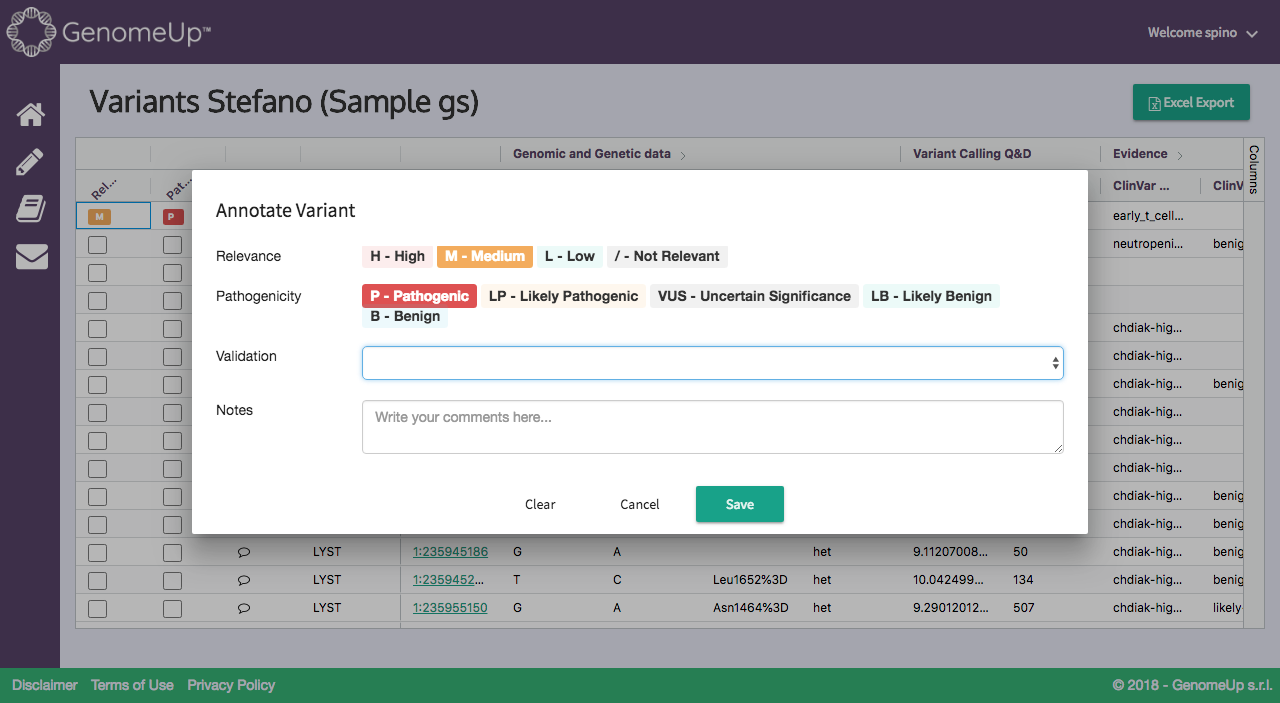 GenomeUp™
Welcome spino
Variants Stefano (Sample gs)
Excel Export
Genomic and Genetic data
Variant Calling Q&D
Evidence
Columns
Rel...
Pat...
ClinVar ...
ClinV
M
P
early_t_cell...
neutropeni...
benig
Annotate Variant
Relevance
H - High
M - Medium
L - Low
/ - Not Relevant
Pathogenicity
P - Pathogenic
LP - Likely Pathogenic
VUS - Uncertain Significance
LB - Likely Benign
B - Benign
Validation
Notes
Write your comments here...
Clear
Cancel
Save
chdiak-hig...
chdiak-hig...
chdiak-hig... benig
chdiak-hig...
chdiak-hig...
chdiak-hig...
chdiak-hig... benig
chdiak-hig... benig
LYST 1:235945186 G A het 9.11207008... 50 chdiak-hig... benig
LYST 1:2359452... T C Leu1652%3D het 10.042499... 134 chdiak-hig... benig
LYST 1:235955150 G A Asn1464%3D het 9.29012012... 507 chdiak-hig... likely-
Disclaimer Terms of Use Privacy Policy
© 2018 - GenomeUp s.r.l.